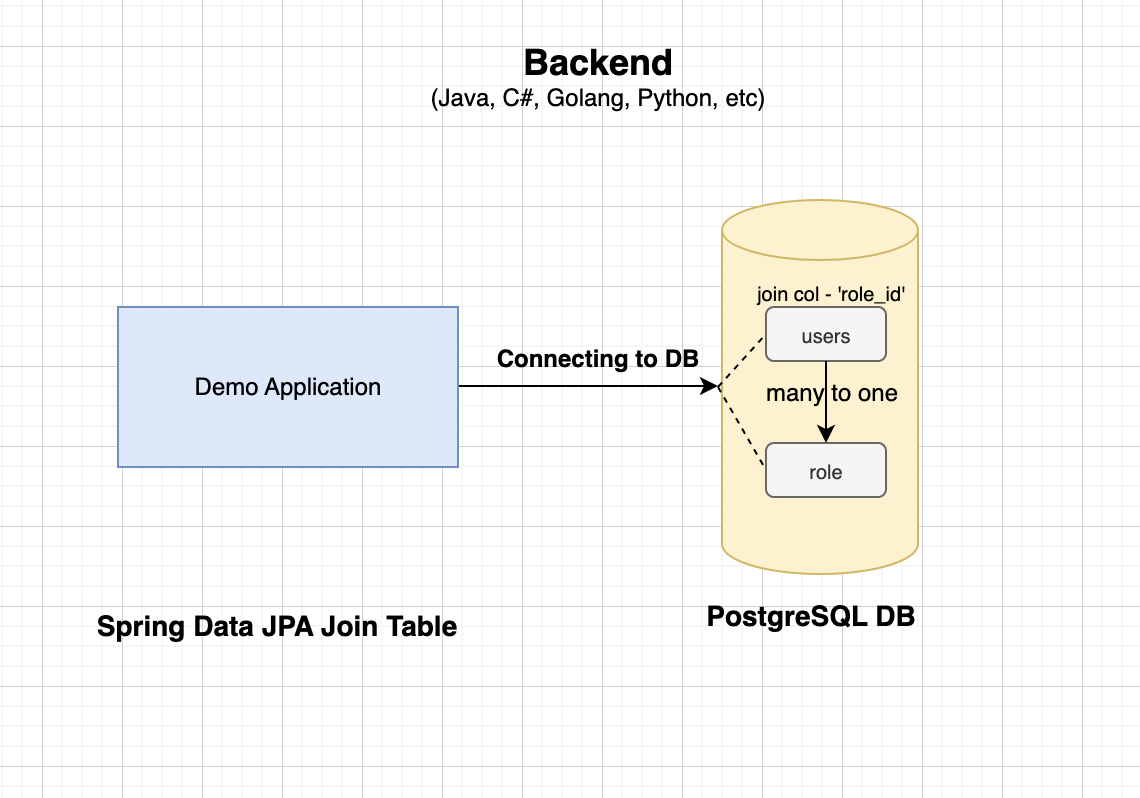 Backend
(Java, C#, Golang, Python, etc)
join col - 'role_id'
users
Connecting to DB
Demo Application
many to one
role
Spring Data JPA Join Table
PostgreSQL DB